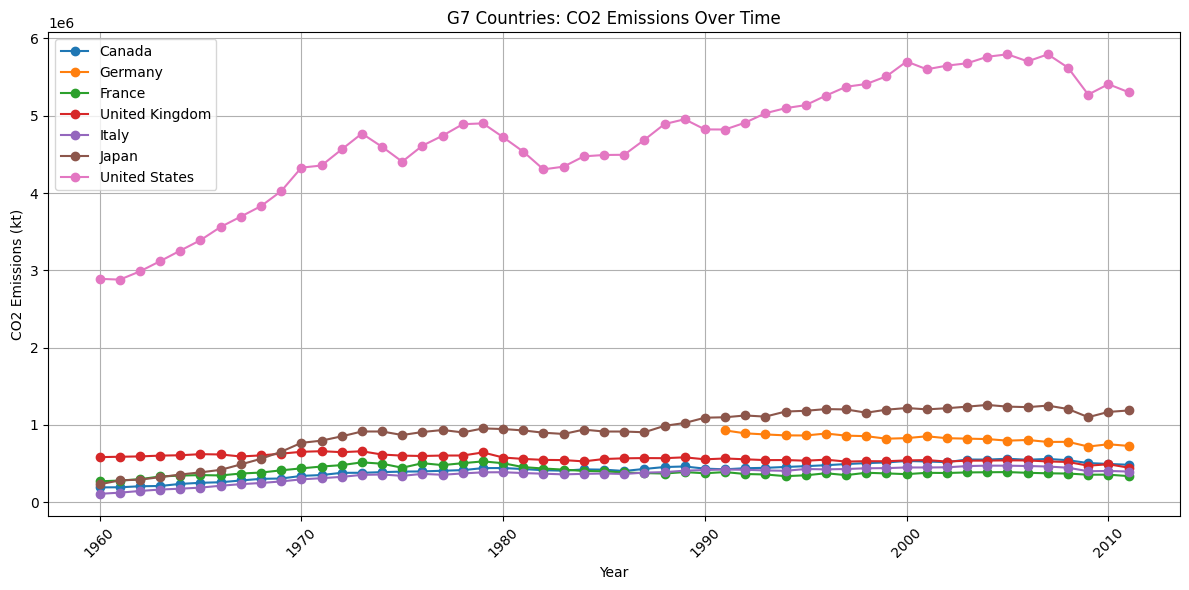 G7 Countries: CO2 Emissions Over Time
1e6
6
5
4
3
2
1
0
CO2 Emissions (kt)
Canada
Germany
France
United Kingdom
Italy
Japan
United States
1960
1970
1980
1990
2000
2010
Year